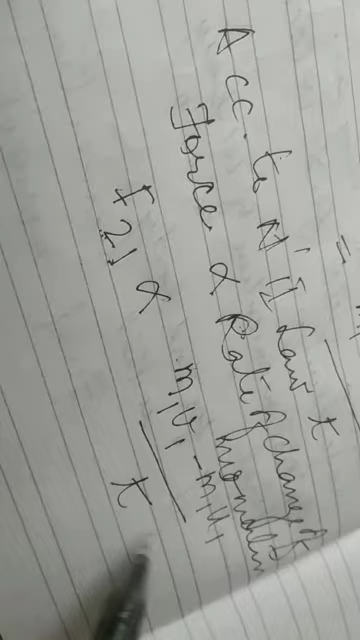 t
Acc. to N' II Law
Force α Rate of change of
momentum
F21 α m1v1 - m1u1
t